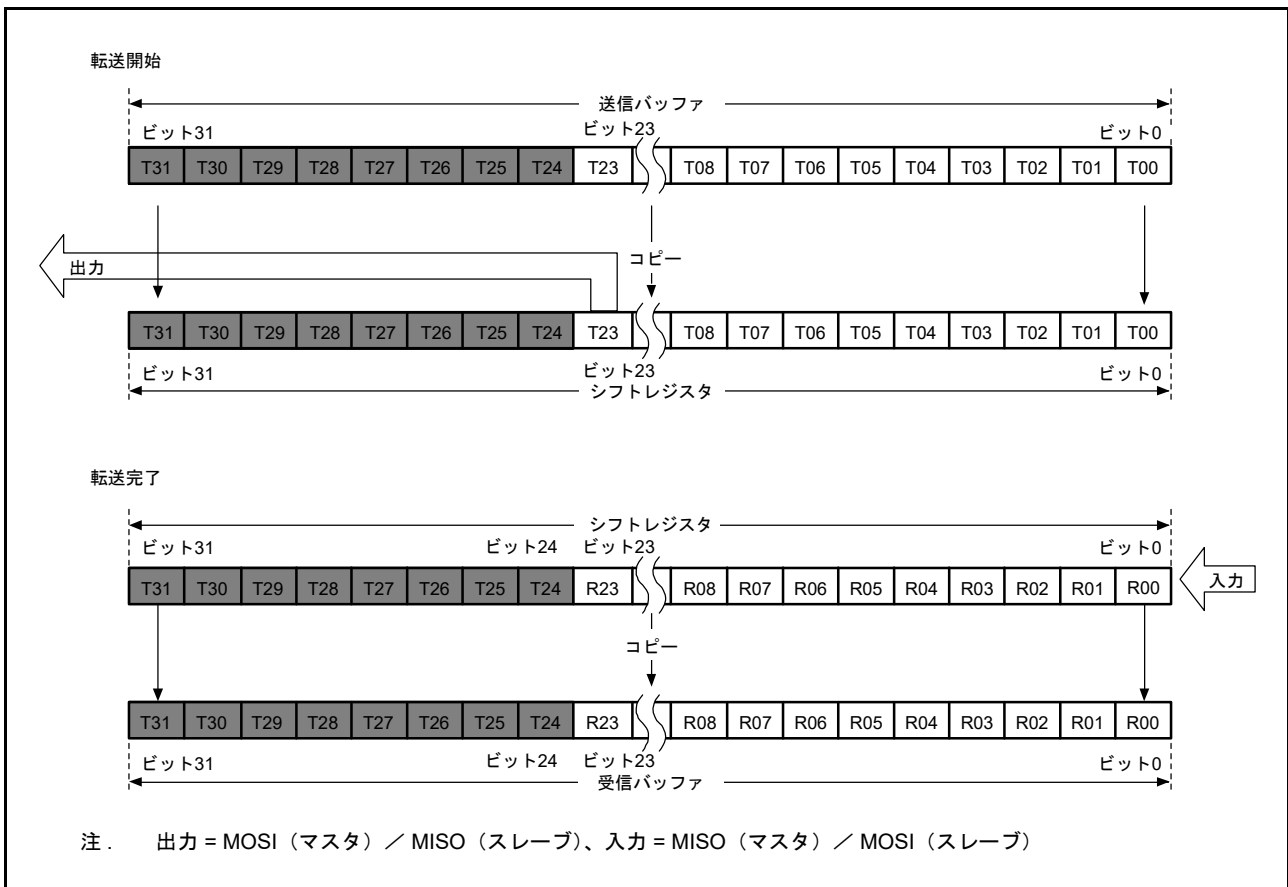 転送開始
送信バッファ
ビット31 ビット23 ビット0
T31 T30 T29 T28 T27 T26 T25 T24 T23 T08 T07 T06 T05 T04 T03 T02 T01 T00
コピー
出力
T31 T30 T29 T28 T27 T26 T25 T24 T23 T08 T07 T06 T05 T04 T03 T02 T01 T00
ビット31 ビット23 ビット0
シフトレジスタ
転送完了
シフトレジスタ
ビット31 ビット24 ビット23 ビット0
T31 T30 T29 T28 T27 T26 T25 T24 R23 R08 R07 R06 R05 R04 R03 R02 R01 R00 入力
コピー
T31 T30 T29 T28 T27 T26 T25 T24 R23 R08 R07 R06 R05 R04 R03 R02 R01 R00
ビット31 ビット24 ビット23 ビット0
受信バッファ
注． 出力 = MOSI（マスタ）／ MISO（スレーブ）、入力 = MISO（マスタ）／ MOSI（スレーブ）